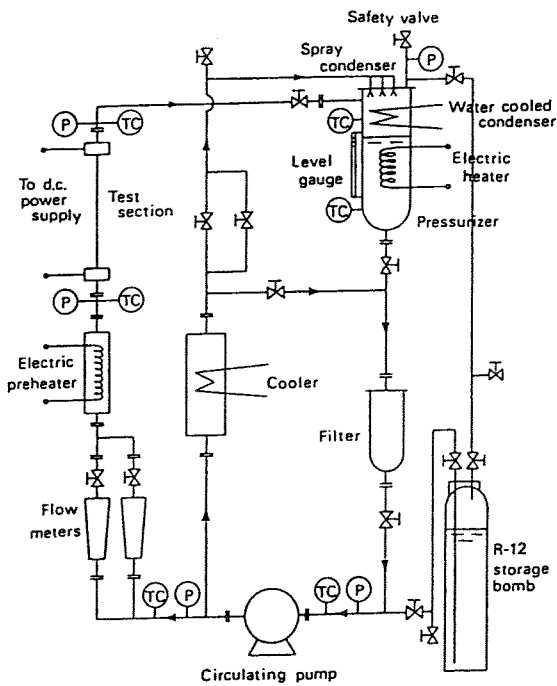 Safety valve
Spray
condenser
P
Water cooled
condenser
P
TC
TC
Level
gauge
Electric
heater
To d.c.
power
supply
Test
section
TC
Pressurizer
P
TC
Electric
preheater
Cooler
Filter
Flow
meters
R-12
storage
bomb
TC
P
TC
P
Circulating pump